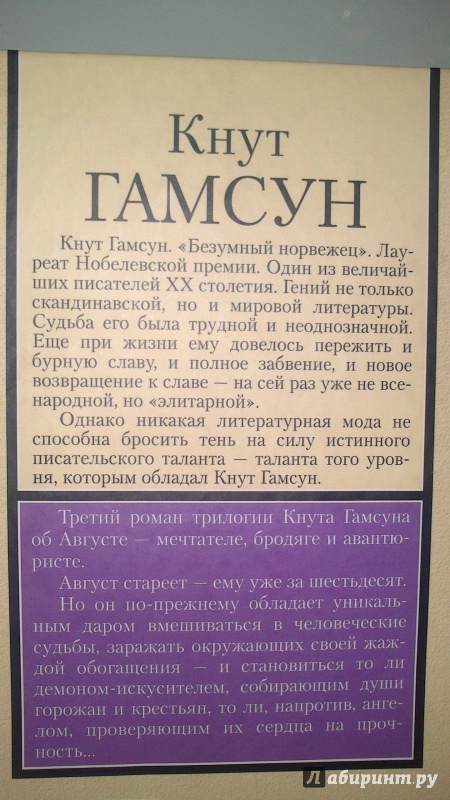 Кнут
ГАМСУН
Кнут Гамсун. «Безумный норвежец». Лау-
реат Нобелевской премии. Один из величай-
ших писателей XX столетия. Гений не только
скандинавской, но и мировой литературы.
Судьба его была трудной и неоднозначной.
Еще при жизни ему довелось пережить и
бурную славу, и полное забвение, и новое
возвращение к славе — на сей раз уже не все-
народной, но «элитарной».
Однако никакая литературная мода не
способна бросить тень на силу истинного
писательского таланта — таланта того уров-
ня, которым обладал Кнут Гамсун.
Третий роман трилогии Кнута Гамсуна
об Августе — мечтателе, бродяге и авантю-
ристе.
Август стареет — ему уже за шестьдесят.
Но он по-прежнему обладает уникаль-
ным даром вмешиваться в человеческие
судьбы, заражать окружающих своей жаж-
дой обогащения — и становиться то ли
демоном-искусителем, собирающим души
горожан и крестьян, то ли, напротив, анге-
лом, проверяющим их сердца на проч-
ность...
Лабиринт.ру